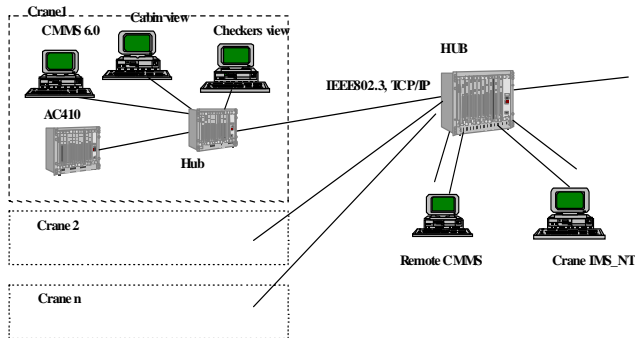 Crane1
CMMS 6.0
Cabin view
Checkers view
HUB
IEEE802.3, TCP/IP
AC410
Hub
Crane 2
Remote CMMS
Crane IMS_NT
Crane n